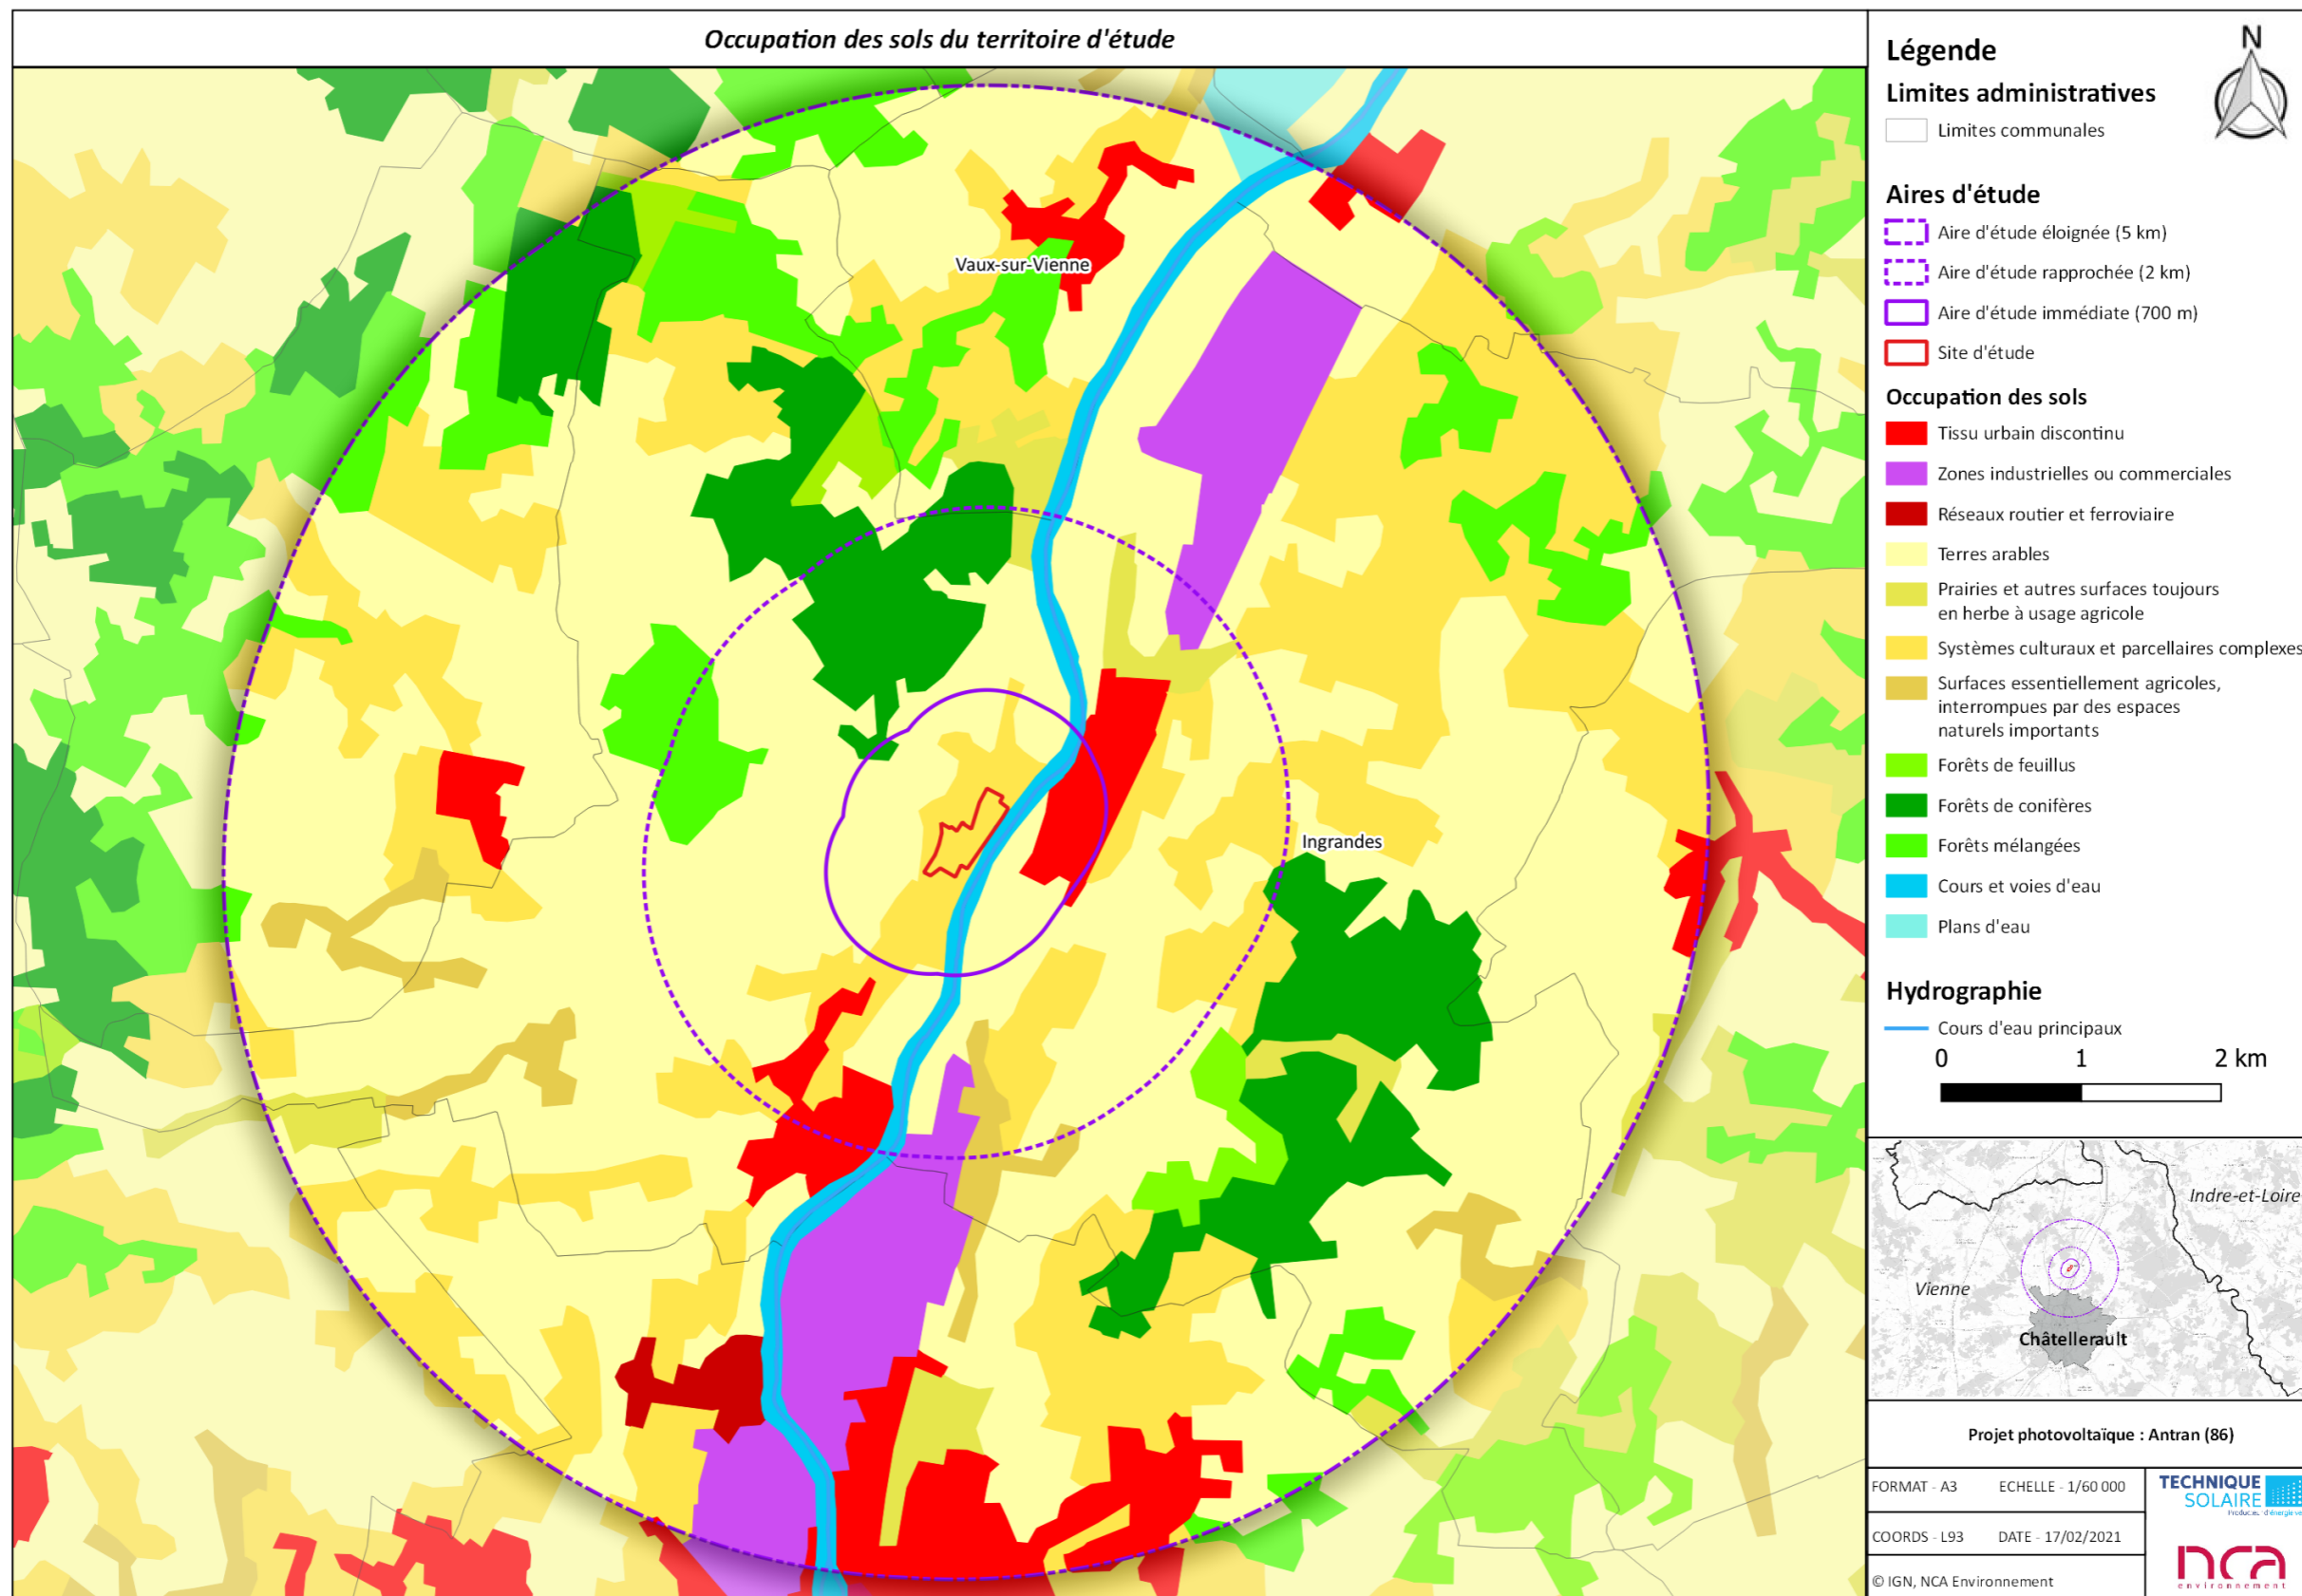 Occupation des sols du territoire d'étude
Vaux-sur-Vienne
Ingrandes
Légende
N
Limites administratives
Limites communales
Aires d'étude
Aire d'étude éloignée (5 km)
Aire d'étude rapprochée (2 km)
Aire d'étude immédiate (700 m)
Site d'étude
Occupation des sols
Tissu urbain discontinu
Zones industrielles ou commerciales
Réseaux routier et ferroviaire
Terres arables
Prairies et autres surfaces toujours
en herbe à usage agricole
Systèmes culturaux et parcellaires complexes
Surfaces essentiellement agricoles,
interrompues par des espaces
naturels importants
Forêts de feuillus
Forêts de conifères
Forêts mélangées
Cours et voies d'eau
Plans d'eau
Hydrographie
Cours d'eau principaux
0 1 2 km
Indre-et-Loire
Vienne
Châtellerault
Projet photovoltaïque : Antran (86)
FORMAT - A3 ECHELLE - 1/60 000
TECHNIQUE
SOLAIRE
COORDS - L93 DATE - 17/02/2021
© IGN, NCA Environnement
nca
environnement